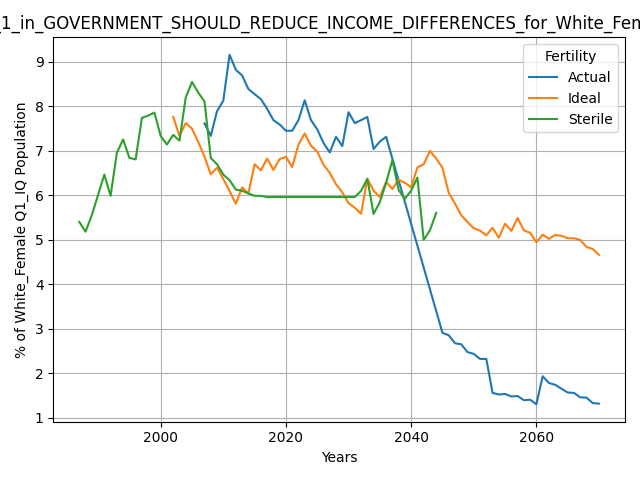 _1_in_GOVERNMENT_SHOULD_REDUCE_INCOME_DIFFERENCES_for_White_Fem
Fertility
Actual
Ideal
Sterile
% of White_Female Q1_IQ Population
9
8
7
6
5
4
3
2
1
2000 2020 2040 2060
Years